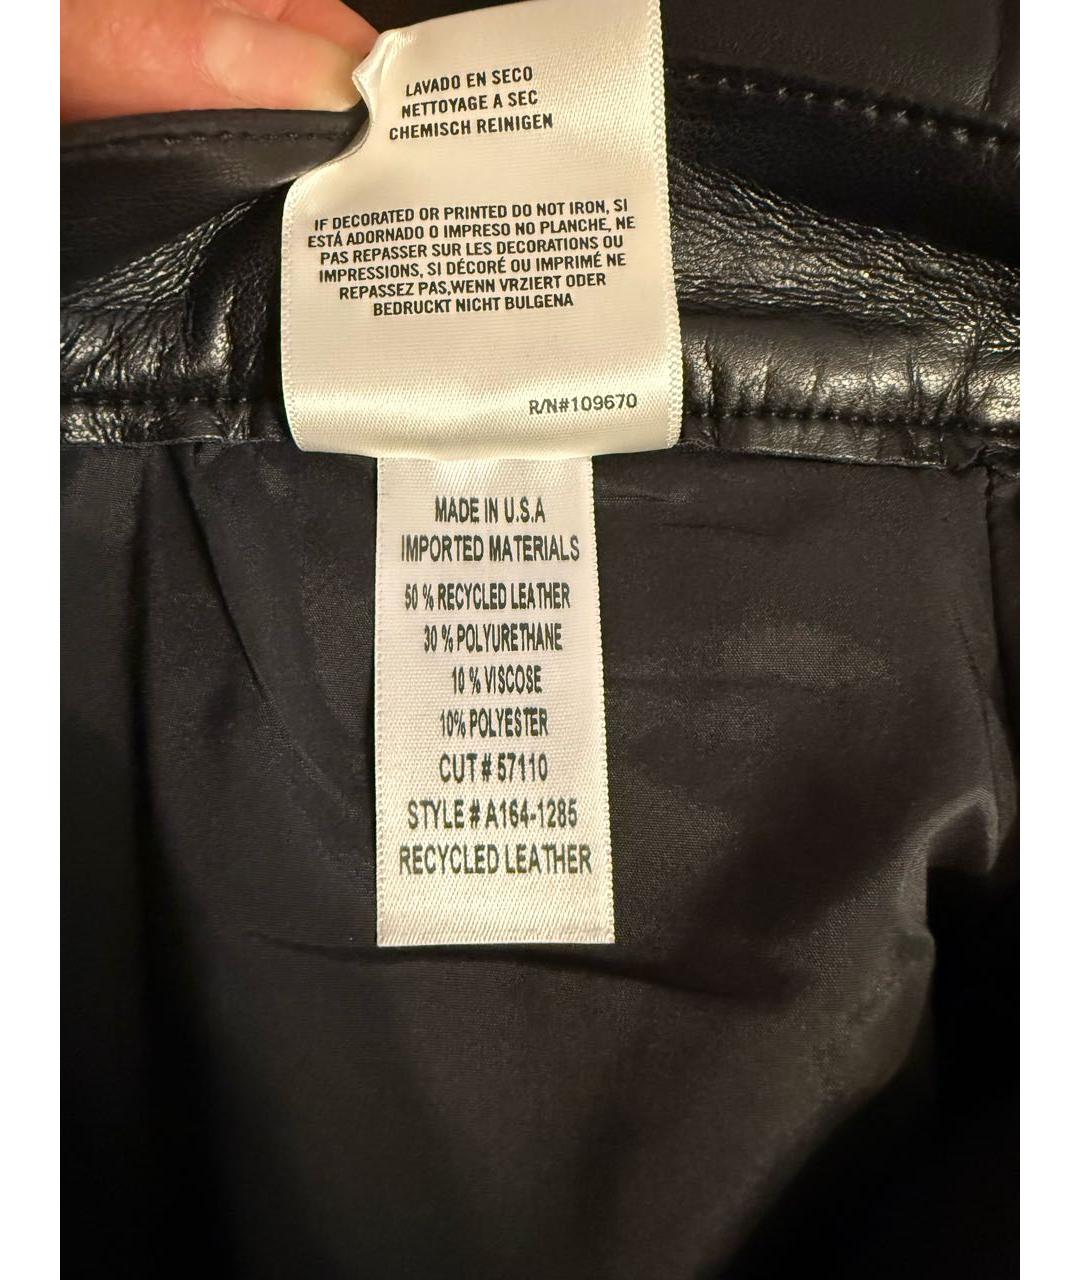 LAVADO EN SECO
NETTOYAGE A SEC
CHEMISCH REINIGEN
IF DECORATED OR PRINTED DO NOT IRON, SI
ESTÁ ADORNADO O IMPRESO NO PLANCHE, NE
PAS REPASSER SUR LES DECORATIONS OU
IMPRESSIONS, SI DÉCORÉ OU IMPRIMÉ NE
REPASSEZ PAS,WENN VRZIERT ODER
BEDRUCKT NICHT BULGENA
R/N#109670
MADE IN U.S.A
IMPORTED MATERIALS
50 % RECYCLED LEATHER
30 % POLYURETHANE
10 % VISCOSE
10% POLYESTER
CUT # 57110
STYLE # A164-1285
RECYCLED LEATHER